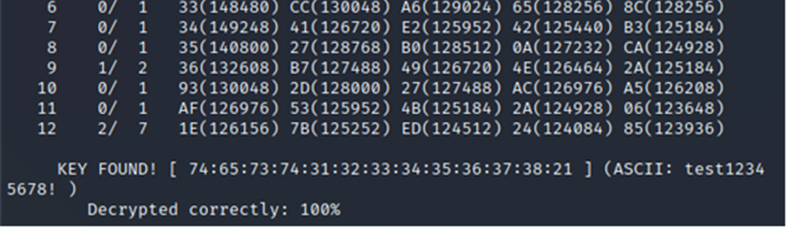 6 0/ 1 33(148480) CC(130048) A6(129024) 65(128256) 8C(128256)
7 0/ 1 34(149248) 41(126720) E2(125952) 42(125440) B3(125184)
8 0/ 1 35(140800) 27(128768) B0(128512) 0A(127232) CA(124928)
9 1/ 2 36(132608) B7(127488) 49(126720) 4E(126464) 2A(125184)
10 0/ 1 93(130048) 2D(128000) 27(127488) AC(126976) A5(126208)
11 0/ 1 AF(126976) 53(125952) 4B(125184) 2A(124928) 06(123648)
12 2/ 7 1E(126156) 7B(125252) ED(124512) 24(124084) 85(123936)
KEY FOUND! [ 74:65:73:74:31:32:33:34:35:36:37:38:21 ] (ASCII: test1234
5678! )
Decrypted correctly: 100%